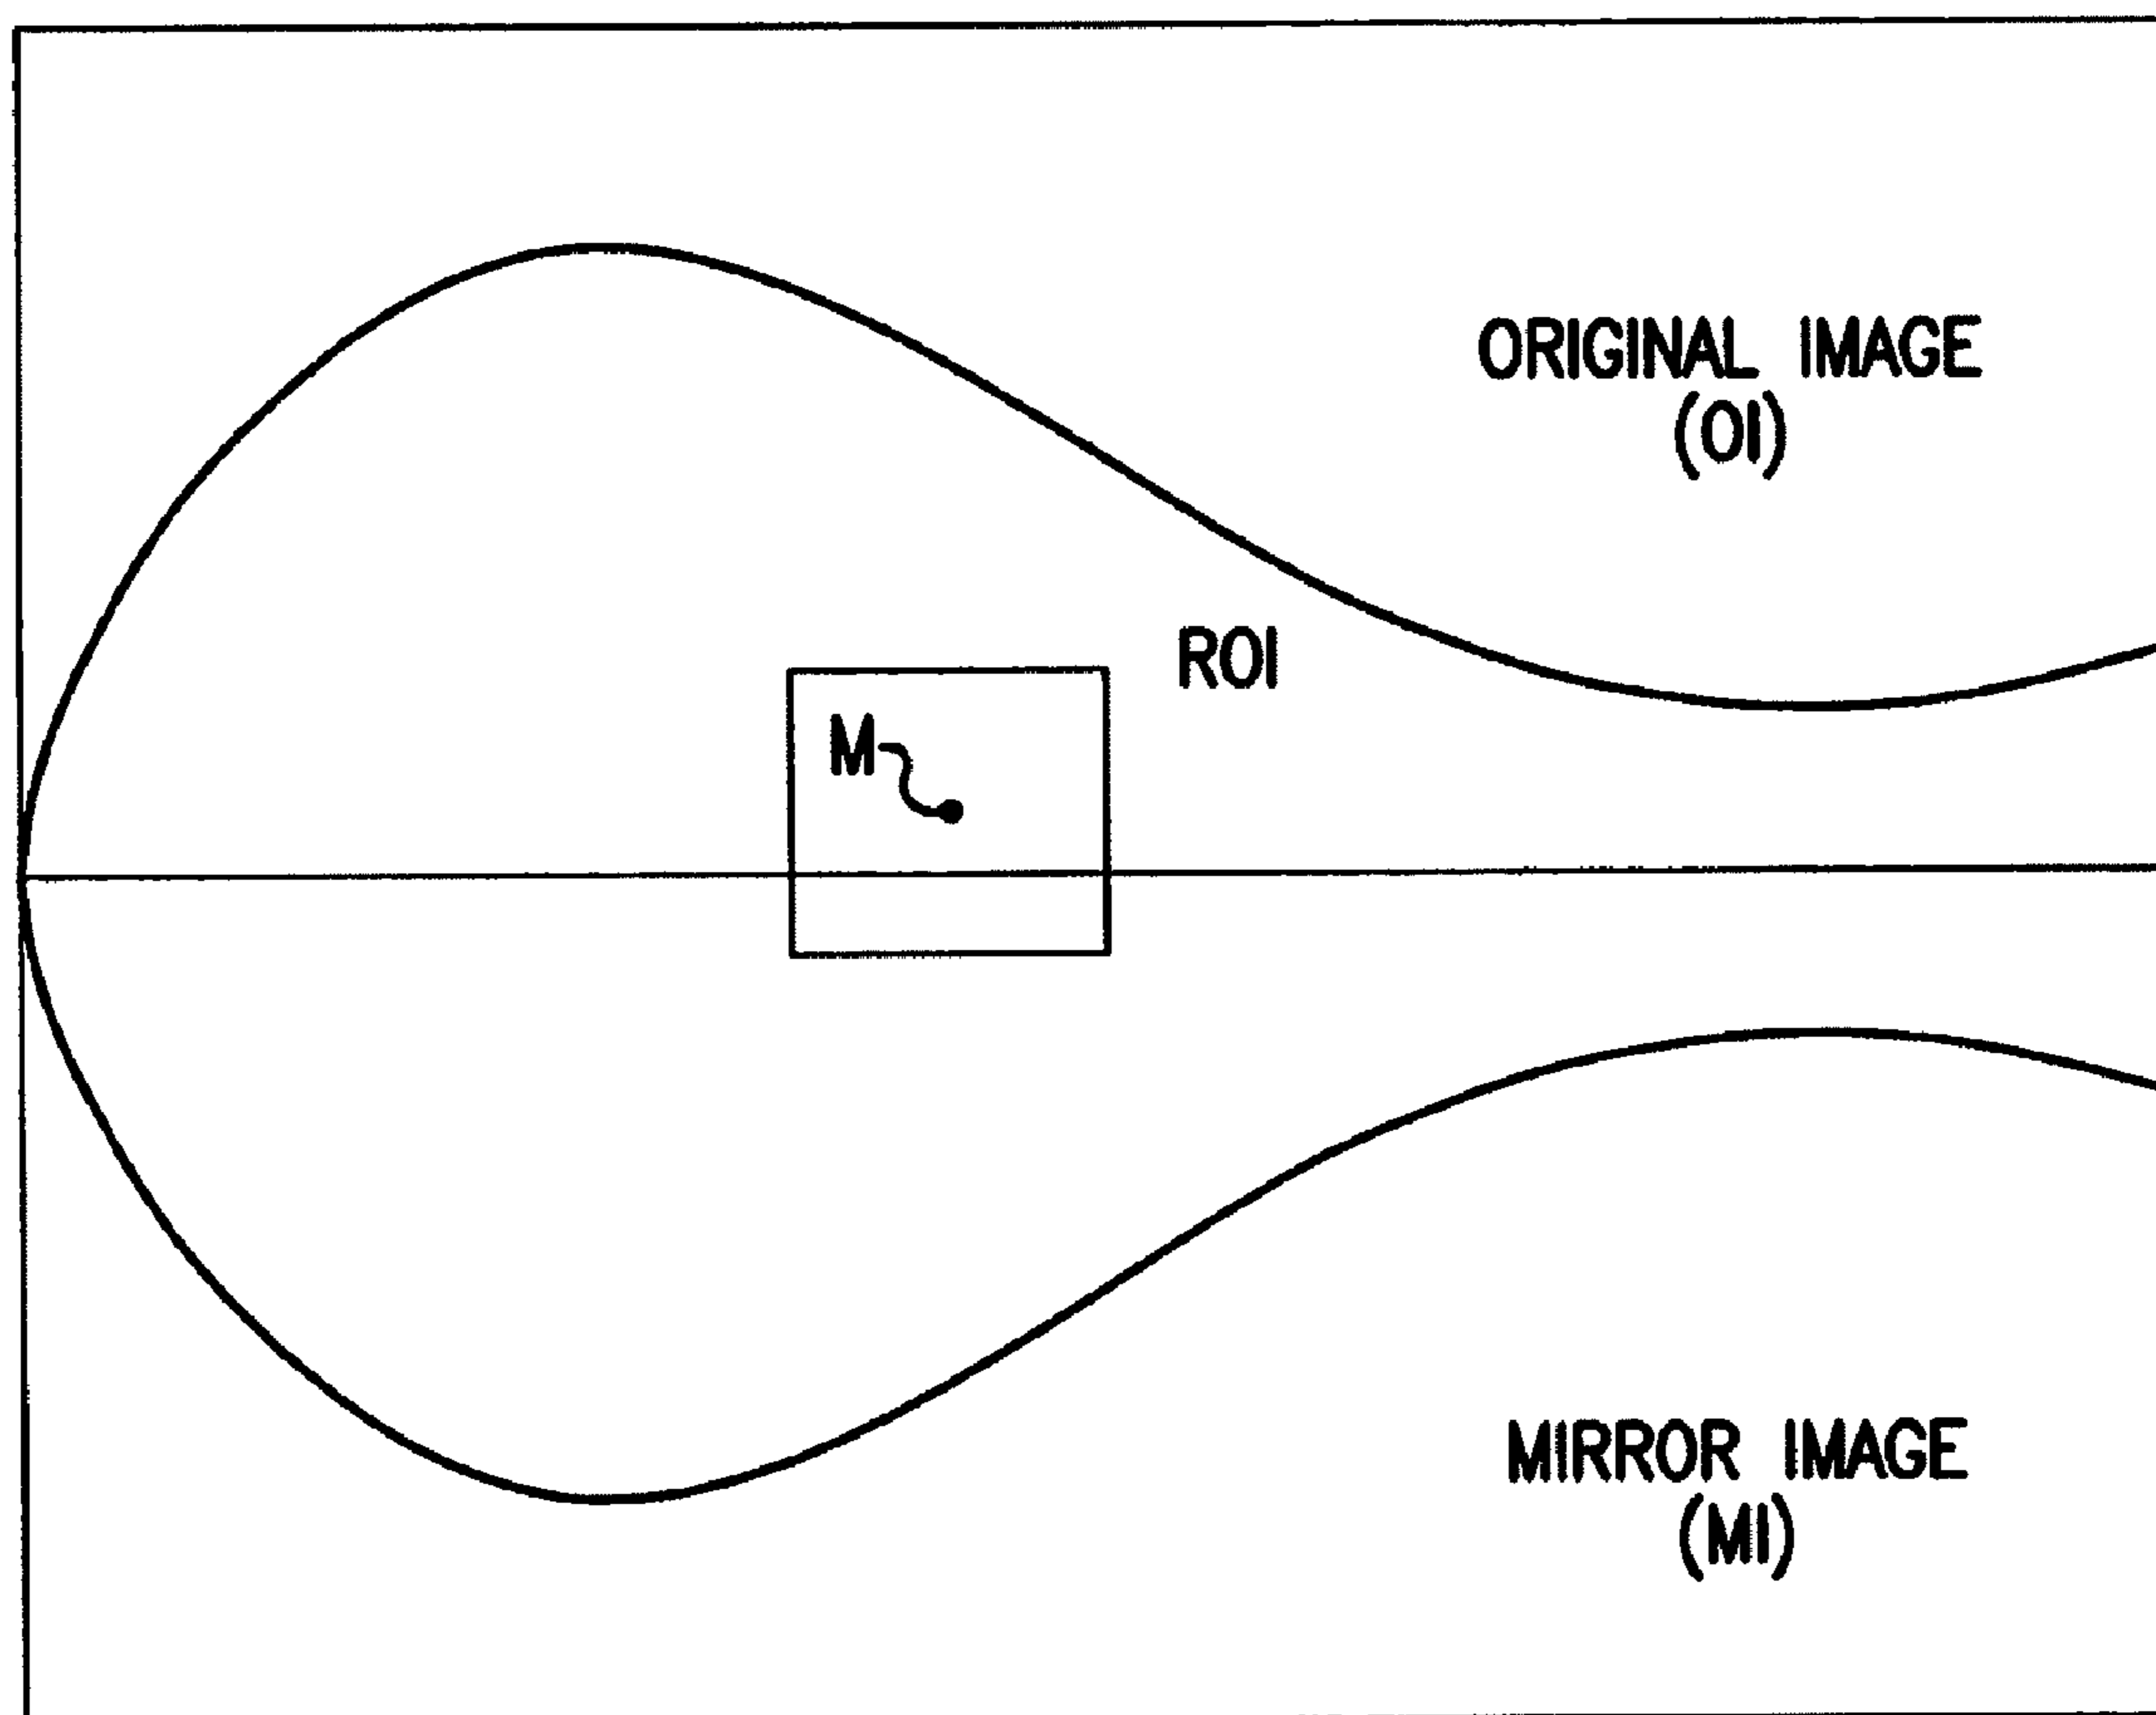 ORIGINAL IMAGE
(OI)
ROI
M
MIRROR IMAGE
(MI)